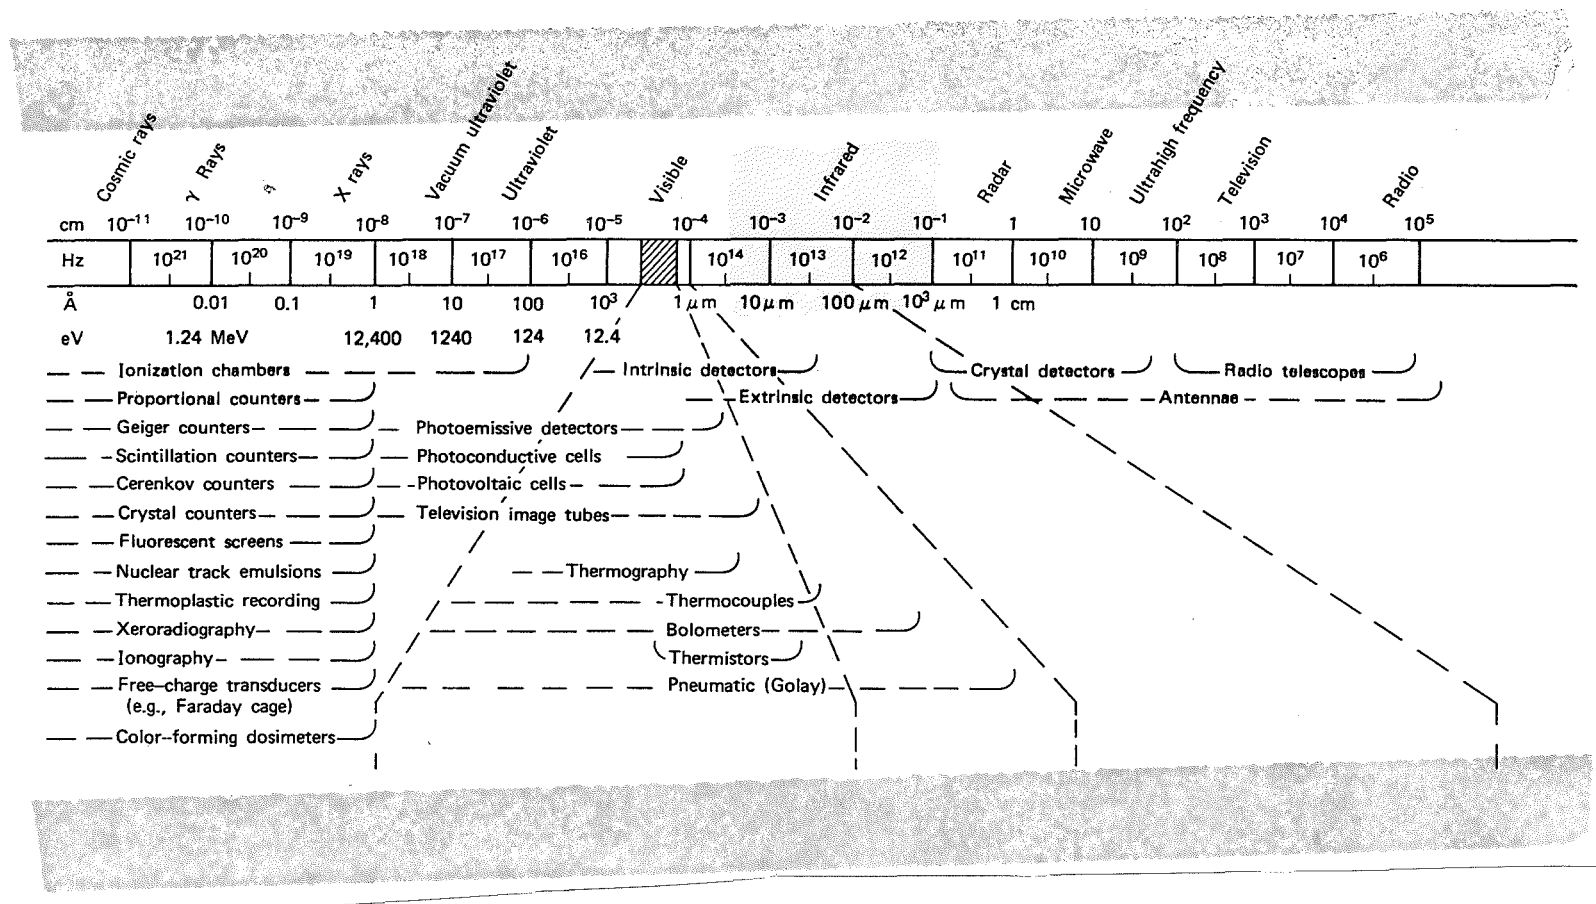 Cosmic rays γ Rays X rays Vacuum ultraviolet Ultraviolet Visible Infrared Radar Microwave Ultrahigh frequency Television Radio
cm 10⁻¹¹ 10⁻¹⁰ 10⁻⁹ 10⁻⁸ 10⁻⁷ 10⁻⁶ 10⁻⁵ 10⁻⁴ 10⁻³ 10⁻² 10⁻¹ 1 10 10² 10³ 10⁴ 10⁵
Hz 10²¹ 10²⁰ 10¹⁹ 10¹⁸ 10¹⁷ 10¹⁶ 10¹⁴ 10¹³ 10¹² 10¹¹ 10¹⁰ 10⁹ 10⁸ 10⁷ 10⁶
Å 0.01 0.1 1 10 100 10³ 1 μm 10 μm 100 μm 10³ μm 1 cm
eV 1.24 MeV 12,400 1240 124 12.4
Ionization chambers Intrinsic detectors Crystal detectors Radio telescopes
Proportional counters Extrinsic detectors Antennae
Geiger counters Photoemissive detectors
Scintillation counters Photoconductive cells
Cerenkov counters Photovoltaic cells
Crystal counters Television image tubes
Fluorescent screens
Nuclear track emulsions Thermography
Thermoplastic recording Thermocouples
Xeroradiography Bolometers
Ionography Thermistors
Free-charge transducers Pneumatic (Golay)
(e.g., Faraday cage)
Color-forming dosimeters